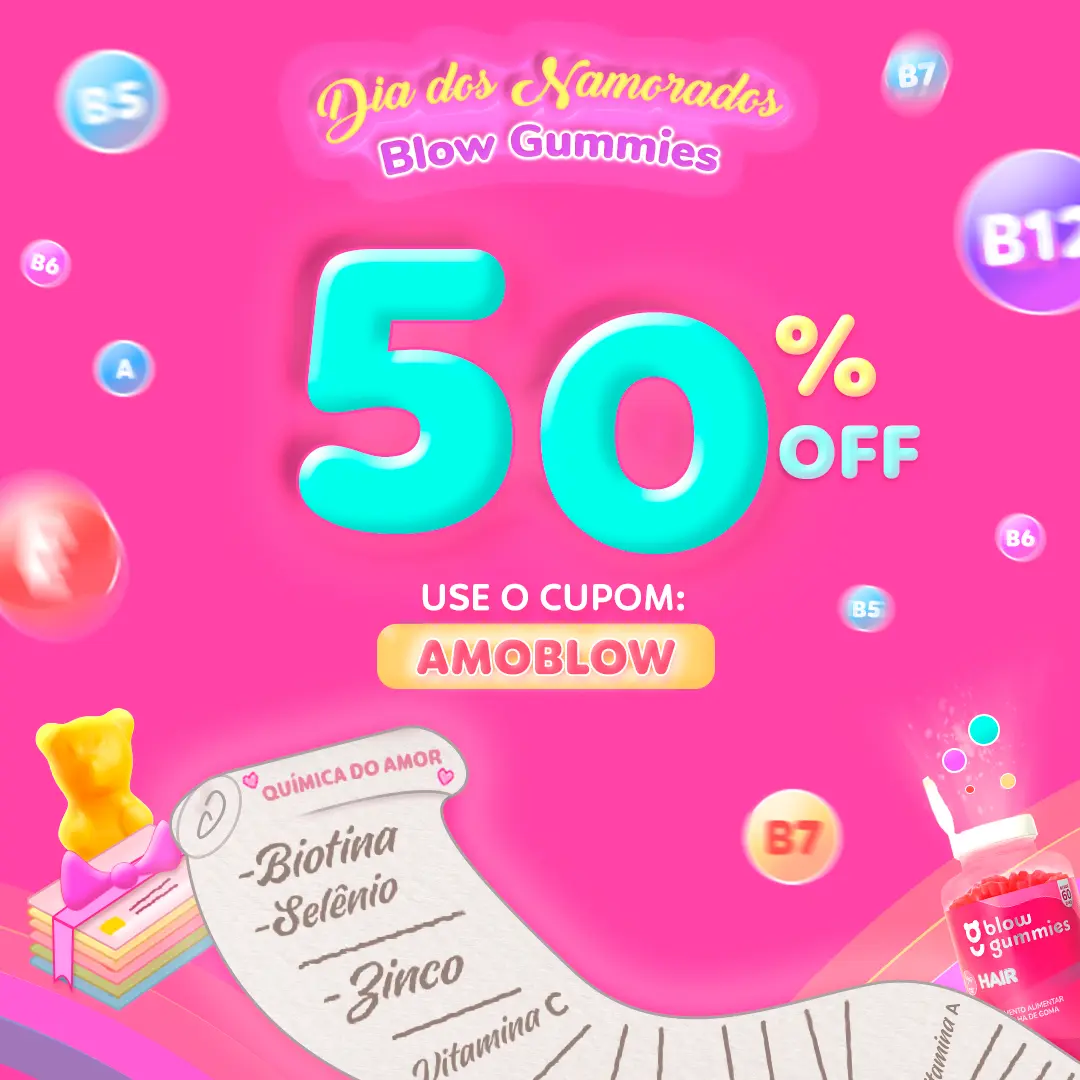 Dia dos Namorados
Blow Gummies
B5
B7
B12
B6
A
50
%
OFF
B6
B5
USE O CUPOM:
AMOBLOW
QUÍMICA DO AMOR
-Biotina
-Selênio
-Zinco
Vitamina C
B7
blow
gummies
HAIR
60